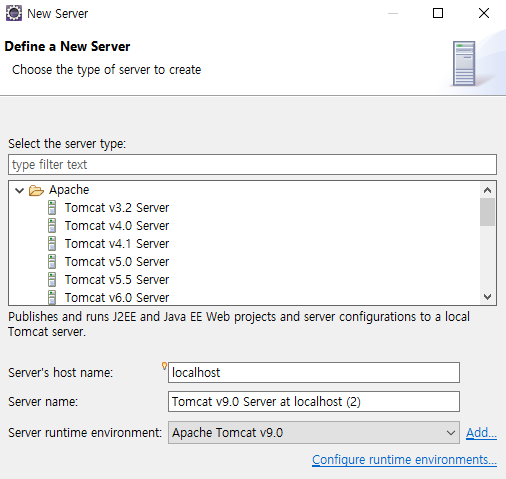 New Server
Define a New Server
Choose the type of server to create
Select the server type:
type filter text
Apache
Tomcat v3.2 Server
Tomcat v4.0 Server
Tomcat v4.1 Server
Tomcat v5.0 Server
Tomcat v5.5 Server
Tomcat v6.0 Server
Publishes and runs J2EE and Java EE Web projects and server configurations to a local
Tomcat server.
Server's host name: localhost
Server name: Tomcat v9.0 Server at localhost (2)
Server runtime environment: Apache Tomcat v9.0 Add...
Configure runtime environments...